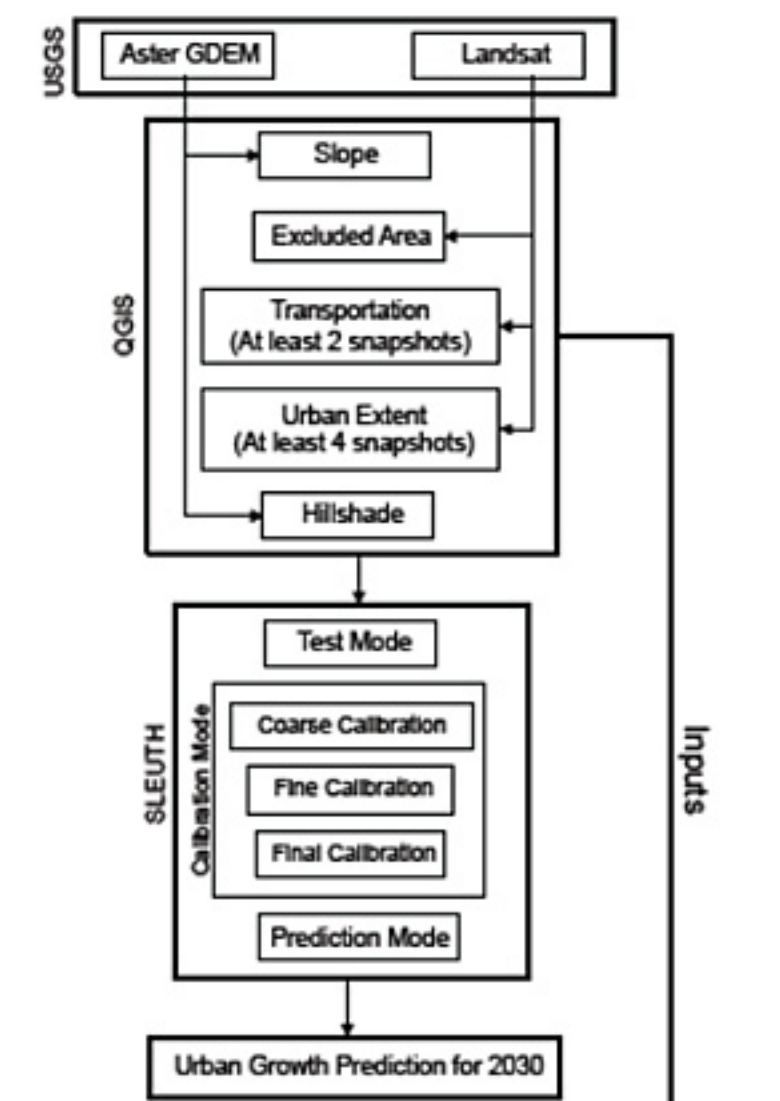 USGS
Aster GDEM
Landsat
QGIS
Slope
Excluded Area
Transportation
(At least 2 snapshots)
Urban Extent
(At least 4 snapshots)
Hillshade
SLEUTH
Test Mode
Calibration Mode
Coarse Calibration
Fine Calibration
Final Calibration
Prediction Mode
Inputs
Urban Growth Prediction for 2030